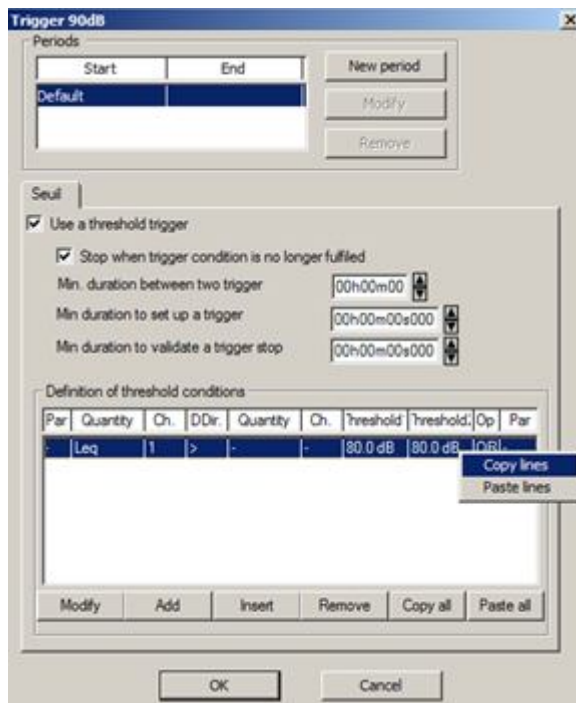 Trigger 90dB
Periods
Start End
Default
New period
Modify
Remove
Seuil
Use a threshold trigger
Stop when trigger condition is no longer fulfiled
Min. duration between two trigger 00h00m00
Min duration to set up a trigger 00h00m00s000
Min duration to validate a trigger stop 00h00m00s000
Definition of threshold conditions
Par Quantity Ch. DDir. Quantity Ch. Threshold Threshold: Op Par
- Leq 1 > - - 80.0 dB 80.0 dB OR -
Copy lines
Paste lines
Modify Add Insert Remove Copy all Paste all
OK Cancel